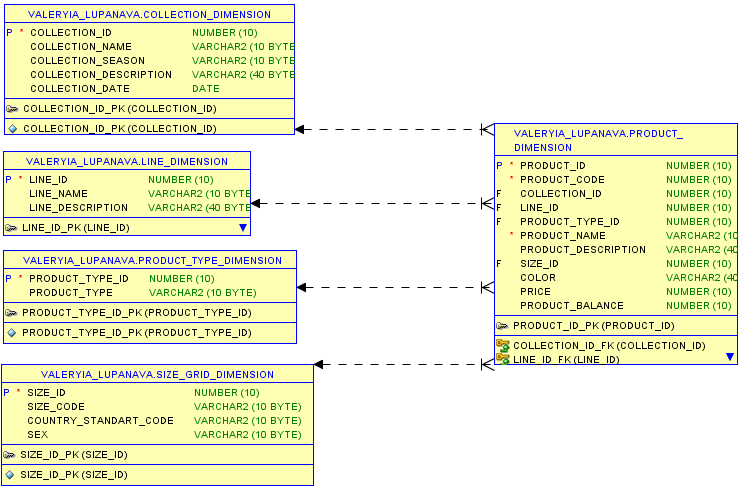 VALERYIA_LUPANAVA.COLLECTION_DIMENSION
P * COLLECTION_ID NUMBER (10)
COLLECTION_NAME VARCHAR2 (10 BYTE
COLLECTION_SEASON VARCHAR2 (10 BYTE
COLLECTION_DESCRIPTION VARCHAR2 (40 BYTE
COLLECTION_DATE DATE
COLLECTION_ID_PK (COLLECTION_ID)
COLLECTION_ID_PK (COLLECTION_ID)
VALERYIA_LUPANAVA.LINE_DIMENSION
P * LINE_ID NUMBER (10)
LINE_NAME VARCHAR2 (10 BYTE
LINE_DESCRIPTION VARCHAR2 (40 BYTE
LINE_ID_PK (LINE_ID)
VALERYIA_LUPANAVA.PRODUCT_TYPE_DIMENSION
P * PRODUCT_TYPE_ID NUMBER (10)
PRODUCT_TYPE VARCHAR2 (10 BYTE)
PRODUCT_TYPE_ID_PK (PRODUCT_TYPE_ID)
PRODUCT_TYPE_ID_PK (PRODUCT_TYPE_ID)
VALERYIA_LUPANAVA.SIZE_GRID_DIMENSION
P * SIZE_ID NUMBER (10)
SIZE_CODE VARCHAR2 (10 BYTE)
COUNTRY_STANDART_CODE VARCHAR2 (10 BYTE)
SEX VARCHAR2 (10 BYTE)
SIZE_ID_PK (SIZE_ID)
SIZE_ID_PK (SIZE_ID)
VALERYIA_LUPANAVA.PRODUCT_
DIMENSION
P * PRODUCT_ID NUMBER (10)
* PRODUCT_CODE NUMBER (10)
F COLLECTION_ID NUMBER (10)
F LINE_ID NUMBER (10)
F PRODUCT_TYPE_ID NUMBER (10)
* PRODUCT_NAME VARCHAR2 (10
PRODUCT_DESCRIPTION VARCHAR2 (40
F SIZE_ID NUMBER (10)
COLOR VARCHAR2 (40
PRICE NUMBER (10)
PRODUCT_BALANCE NUMBER (10)
PRODUCT_ID_PK (PRODUCT_ID)
COLLECTION_ID_FK (COLLECTION_ID)
LINE_ID_FK (LINE_ID)